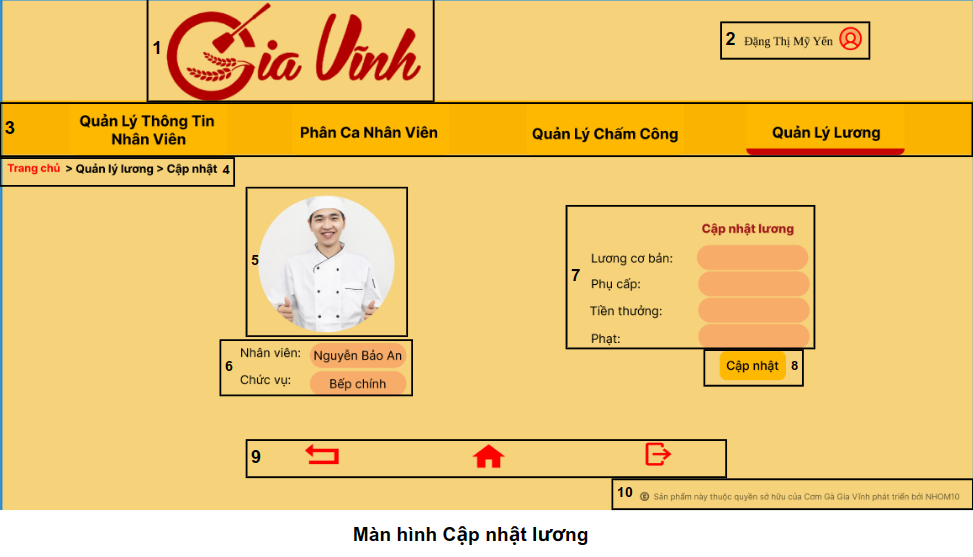 1
Gia Vĩnh
2 Đặng Thị Mỹ Yến
3
Quản Lý Thông Tin
Nhân Viên
Phân Ca Nhân Viên
Quản Lý Chấm Công
Quản Lý Lương
Trang chủ > Quản lý lương > Cập nhật 4
5
6
Nhân viên: Nguyễn Bảo An
Chức vụ: Bếp chính
7
Cập nhật lương
Lương cơ bản:
Phụ cấp:
Tiền thưởng:
Phạt:
Cập nhật 8
9
10 © Sản phẩm này thuộc quyền sở hữu của Cơm Gà Gia Vĩnh phát triển bởi NHOM10
Màn hình Cập nhật lương